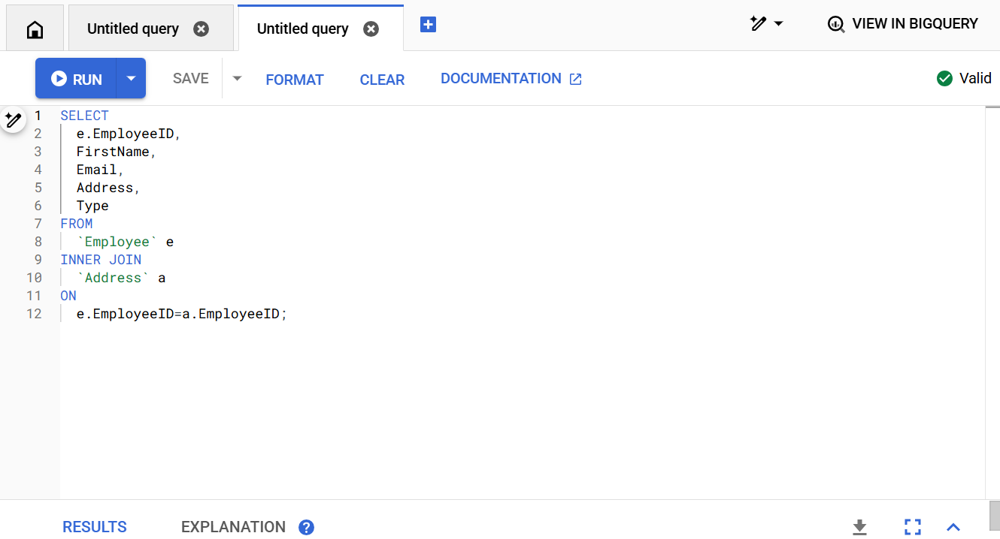 Untitled query Untitled query VIEW IN BIGQUERY
RUN SAVE FORMAT CLEAR DOCUMENTATION Valid
1 SELECT
2 e.EmployeeID,
3 FirstName,
4 Email,
5 Address,
6 Type
7 FROM
8 `Employee` e
9 INNER JOIN
10 `Address` a
11 ON
12 e.EmployeeID=a.EmployeeID;
RESULTS EXPLANATION ?